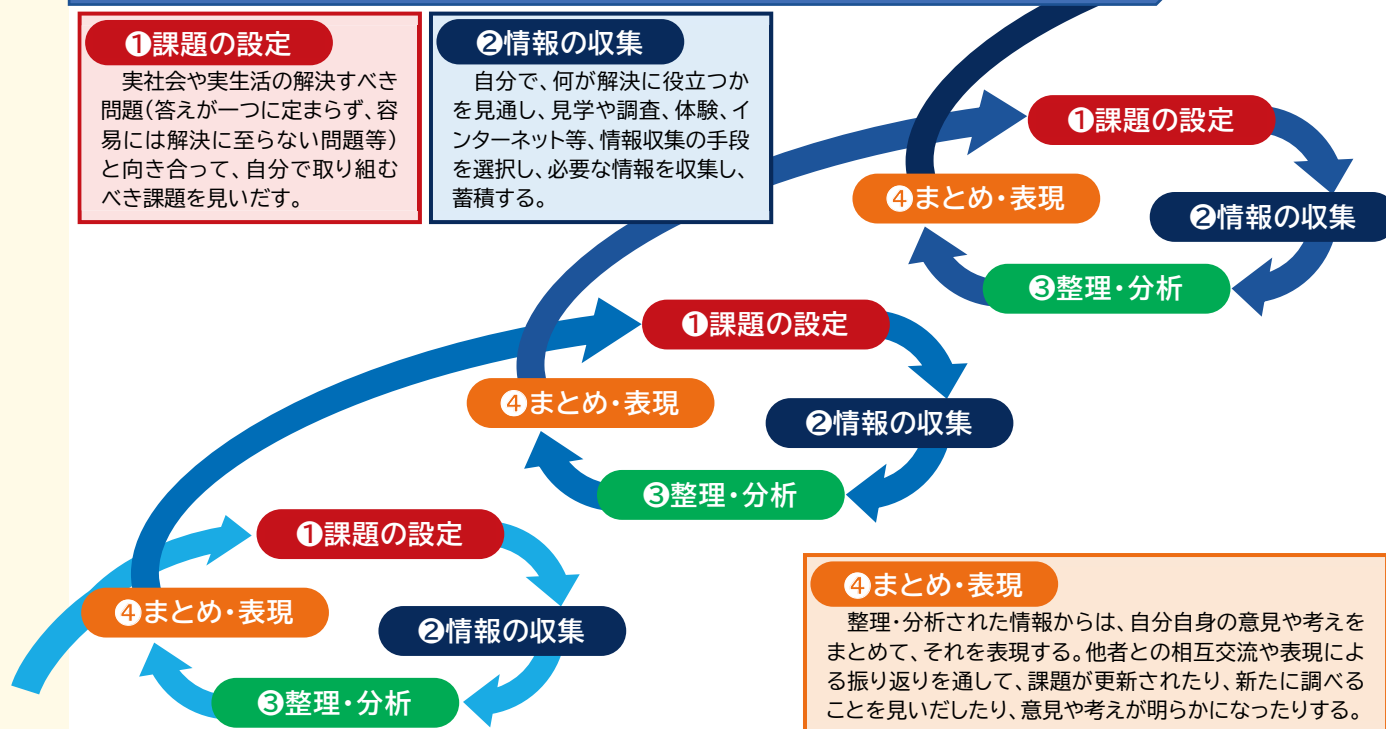 ❶課題の設定
実社会や実生活の解決すべき
問題(答えが一つに定まらず、容
易には解決に至らない問題等)
と向き合って、自分で取り組む
べき課題を見いだす。
❷情報の収集
自分で、何が解決に役立つか
を見通し、見学や調査、体験、イ
ンターネット等、情報収集の手段
を選択し、必要な情報を収集し、
蓄積する。
❶課題の設定
❷情報の収集
❸整理・分析
❹まとめ・表現
❶課題の設定
❷情報の収集
❸整理・分析
❹まとめ・表現
❶課題の設定
❷情報の収集
❸整理・分析
❹まとめ・表現
❹まとめ・表現
整理・分析された情報からは、自分自身の意見や考えを
まとめて、それを表現する。他者との相互交流や表現によ
る振り返りを通して、課題が更新されたり、新たに調べる
ことを見いだしたり、意見や考えが明らかになったりする。